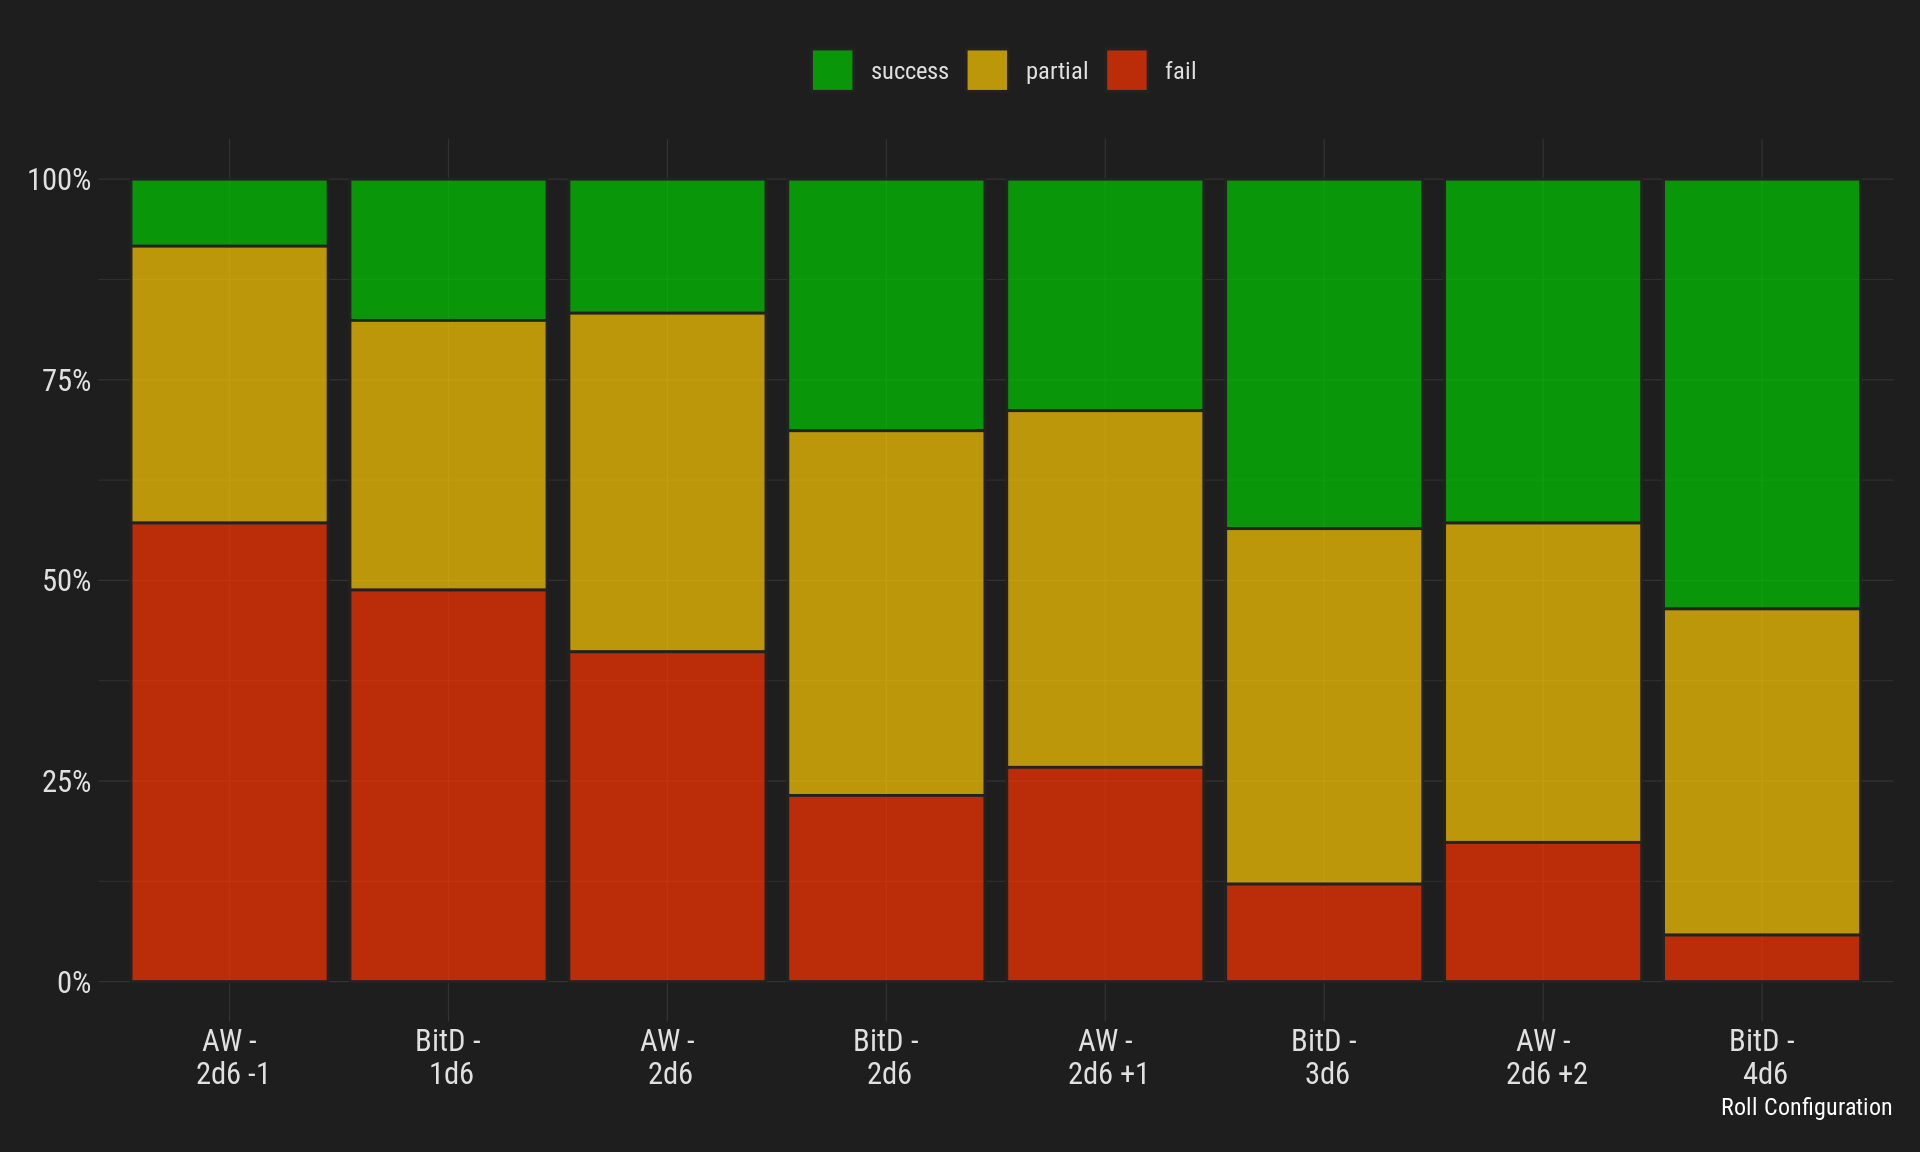 success partial fail
100%
75%
50%
25%
0%
AW - BitD - AW - BitD - AW - BitD - AW - BitD -
2d6 -1 1d6 2d6 2d6 2d6 +1 3d6 2d6 +2 4d6
Roll Configuration